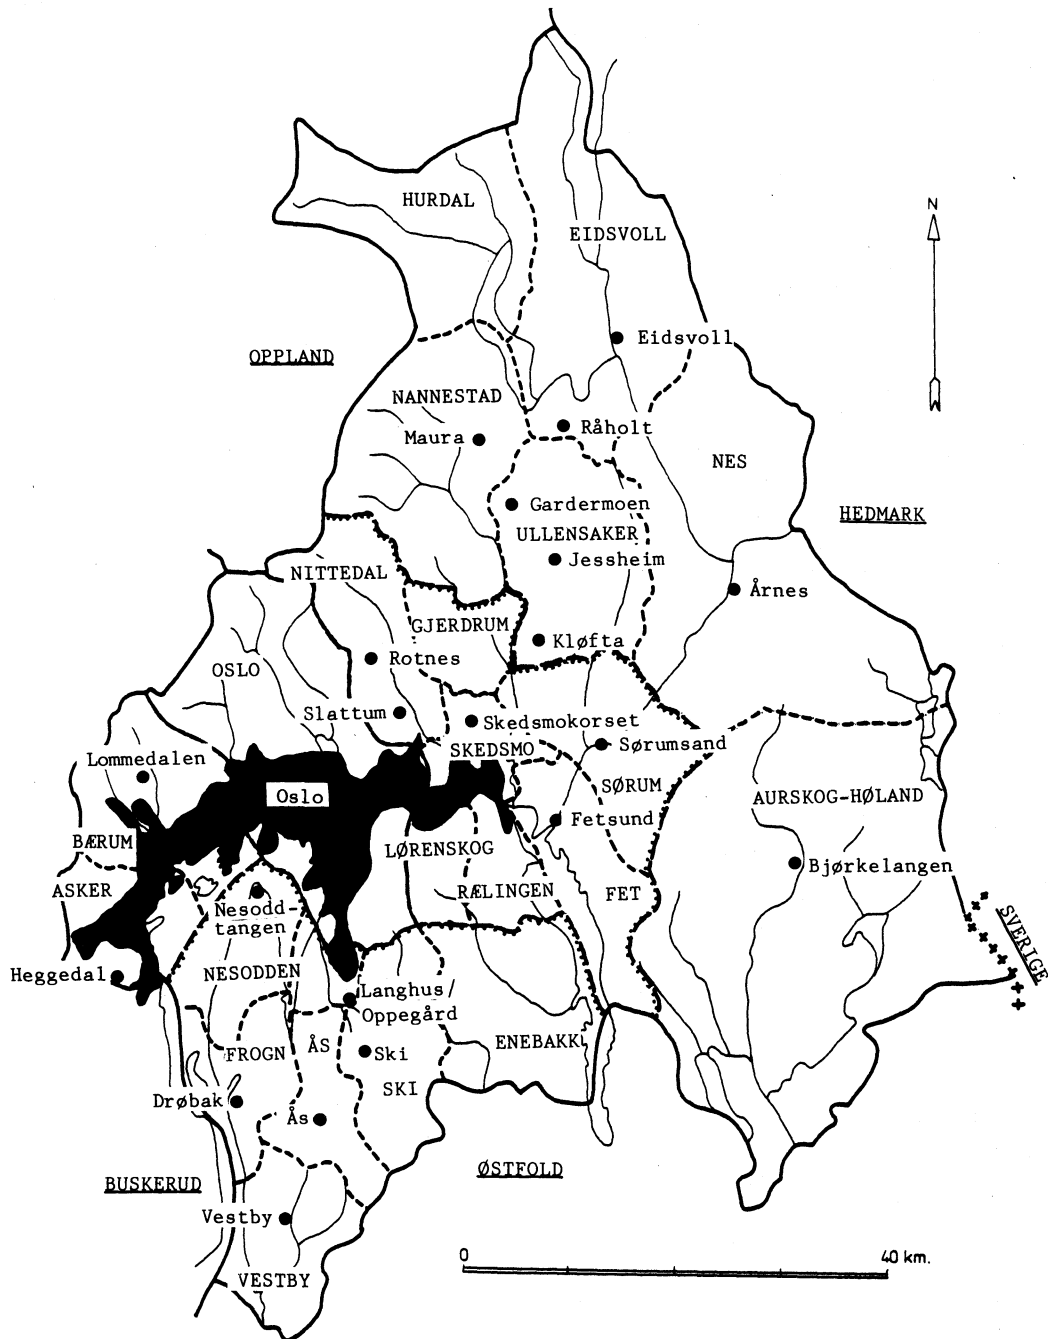 HURDAL
N
EIDSVOLL
Eidsvoll
OPPLAND
NANNESTAD
Råholt
Maura
NES
Gardermoen
HEDMARK
ULLENSAKER
Jessheim
NITTEDAL
Årnes
GJERDRUM
Kløfta
Rotnes
OSLO
Slattum
Skedsmokorset
Sørumsand
SKEDSMO
Lommedalen
SØRUM
Oslo
AURSKOG-HØLAND
Fetsund
BÆRUM
LØRENSKOG
Bjørkelangen
ASKER
RÆLINGEN
FET
Nesodd-
tangen
SVERIGE
NESODDEN
Heggedal
Langhus/
Oppegård
ÅS
ENEBAKK
FROGN
Ski
SKI
Drøbak
Ås
ØSTFOLD
BUSKERUD
Vestby
0
40 km.
VESTBY